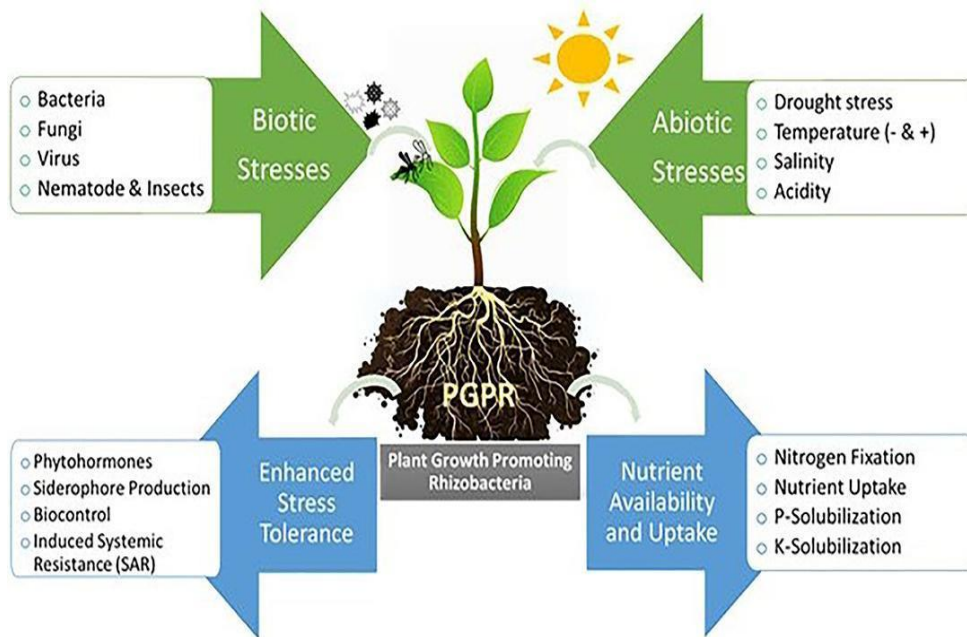 Bacteria
Fungi
Virus
Nematode & Insects
Biotic
Stresses
Abiotic
Stresses
Drought stress
Temperature (- & +)
Salinity
Acidity
PGPR
Plant Growth Promoting
Rhizobacteria
Phytohormones
Siderophore Production
Biocontrol
Induced Systemic
Resistance (SAR)
Enhanced
Stress
Tolerance
Nutrient
Availability
and Uptake
Nitrogen Fixation
Nutrient Uptake
P-Solubilization
K-Solubilization